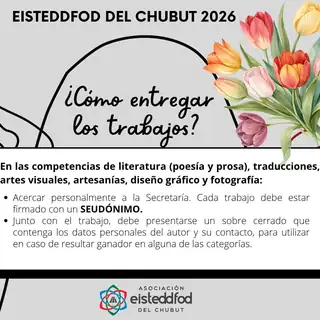 EISTEDDFOD DEL CHUBUT 2026
¿Cómo entregar
los trabajos?
En las competencias de literatura (poesía y prosa), traducciones,
artes visuales, artesanías, diseño gráfico y fotografía:
• Acercar personalmente a la Secretaría. Cada trabajo debe estar
firmado con un SEUDÓNIMO.
• Junto con el trabajo, debe presentarse un sobre cerrado que
contenga los datos personales del autor y su contacto, para utilizar
en caso de resultar ganador en alguna de las categorías.
ASOCIACIÓN
eisteddfod
DEL CHUBUT